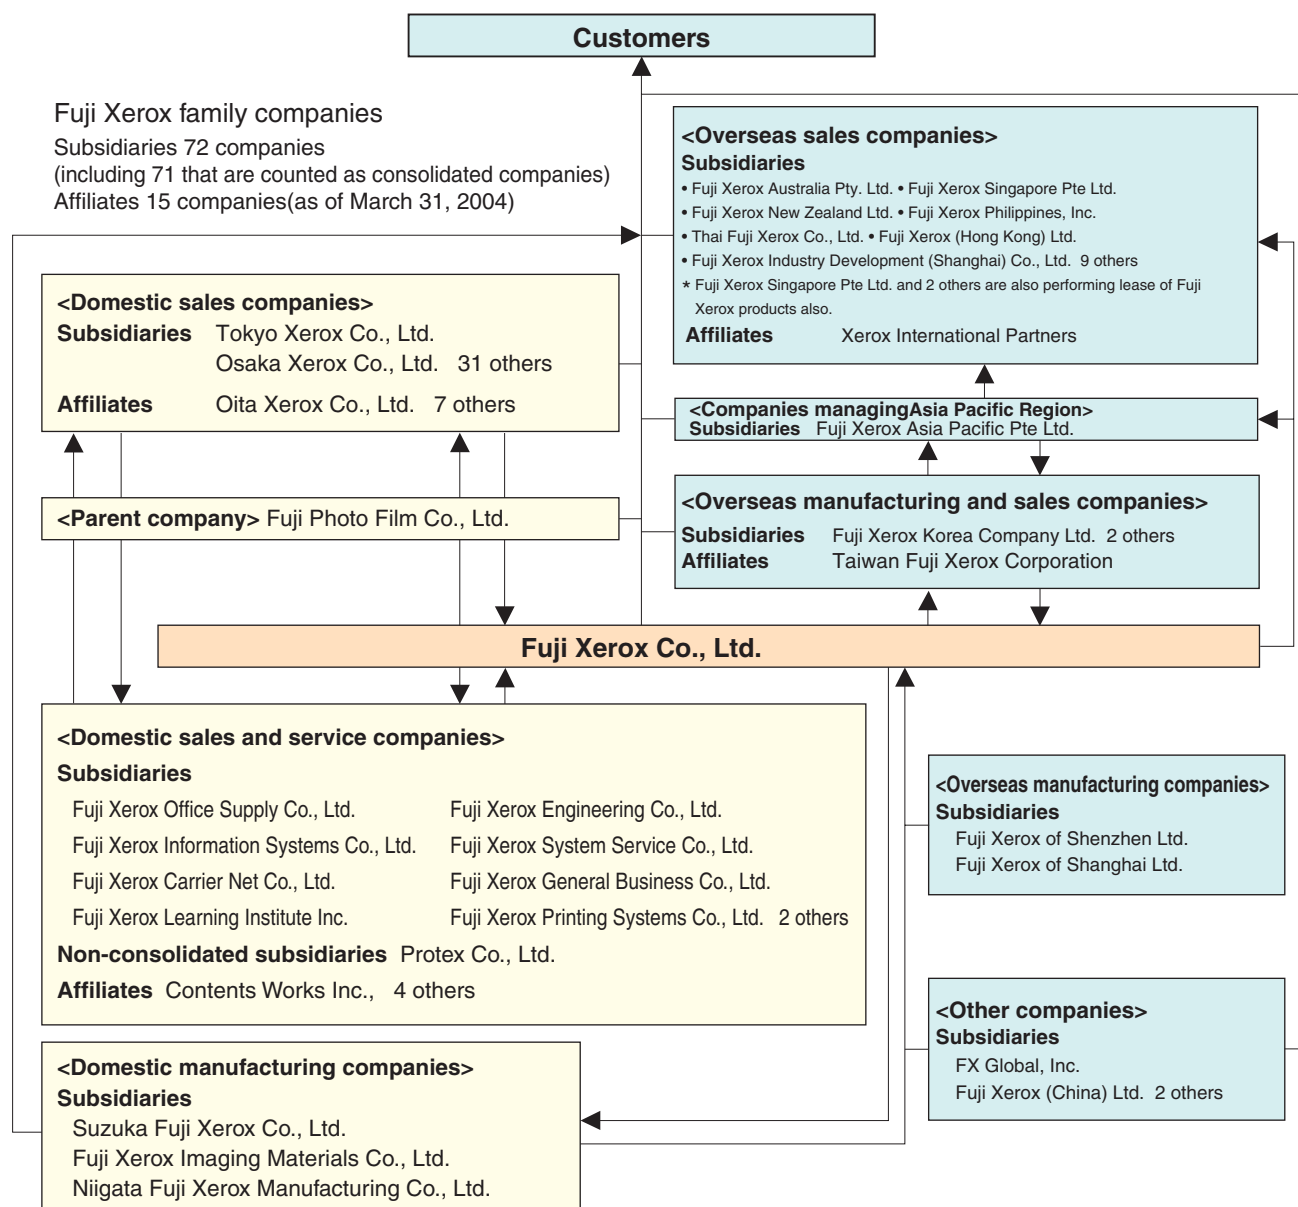 Customers
Fuji Xerox family companies
Subsidiaries 72 companies
(including 71 that are counted as consolidated companies)
Affiliates 15 companies(as of March 31, 2004)
<Overseas sales companies>
Subsidiaries
• Fuji Xerox Australia Pty. Ltd. • Fuji Xerox Singapore Pte Ltd.
• Fuji Xerox New Zealand Ltd. • Fuji Xerox Philippines, Inc.
• Thai Fuji Xerox Co., Ltd. • Fuji Xerox (Hong Kong) Ltd.
• Fuji Xerox Industry Development (Shanghai) Co., Ltd. 9 others
* Fuji Xerox Singapore Pte Ltd. and 2 others are also performing lease of Fuji
Xerox products also.
Affiliates Xerox International Partners
<Domestic sales companies>
Subsidiaries Tokyo Xerox Co., Ltd.
Osaka Xerox Co., Ltd. 31 others
Affiliates Oita Xerox Co., Ltd. 7 others
<Companies managingAsia Pacific Region>
Subsidiaries Fuji Xerox Asia Pacific Pte Ltd.
<Parent company> Fuji Photo Film Co., Ltd.
<Overseas manufacturing and sales companies>
Subsidiaries Fuji Xerox Korea Company Ltd. 2 others
Affiliates Taiwan Fuji Xerox Corporation
Fuji Xerox Co., Ltd.
<Domestic sales and service companies>
Subsidiaries
Fuji Xerox Office Supply Co., Ltd. Fuji Xerox Engineering Co., Ltd.
Fuji Xerox Information Systems Co., Ltd. Fuji Xerox System Service Co., Ltd.
Fuji Xerox Carrier Net Co., Ltd. Fuji Xerox General Business Co., Ltd.
Fuji Xerox Learning Institute Inc. Fuji Xerox Printing Systems Co., Ltd. 2 others
Non-consolidated subsidiaries Protex Co., Ltd.
Affiliates Contents Works Inc., 4 others
<Overseas manufacturing companies>
Subsidiaries
Fuji Xerox of Shenzhen Ltd.
Fuji Xerox of Shanghai Ltd.
<Other companies>
Subsidiaries
FX Global, Inc.
Fuji Xerox (China) Ltd. 2 others
<Domestic manufacturing companies>
Subsidiaries
Suzuka Fuji Xerox Co., Ltd.
Fuji Xerox Imaging Materials Co., Ltd.
Niigata Fuji Xerox Manufacturing Co., Ltd.